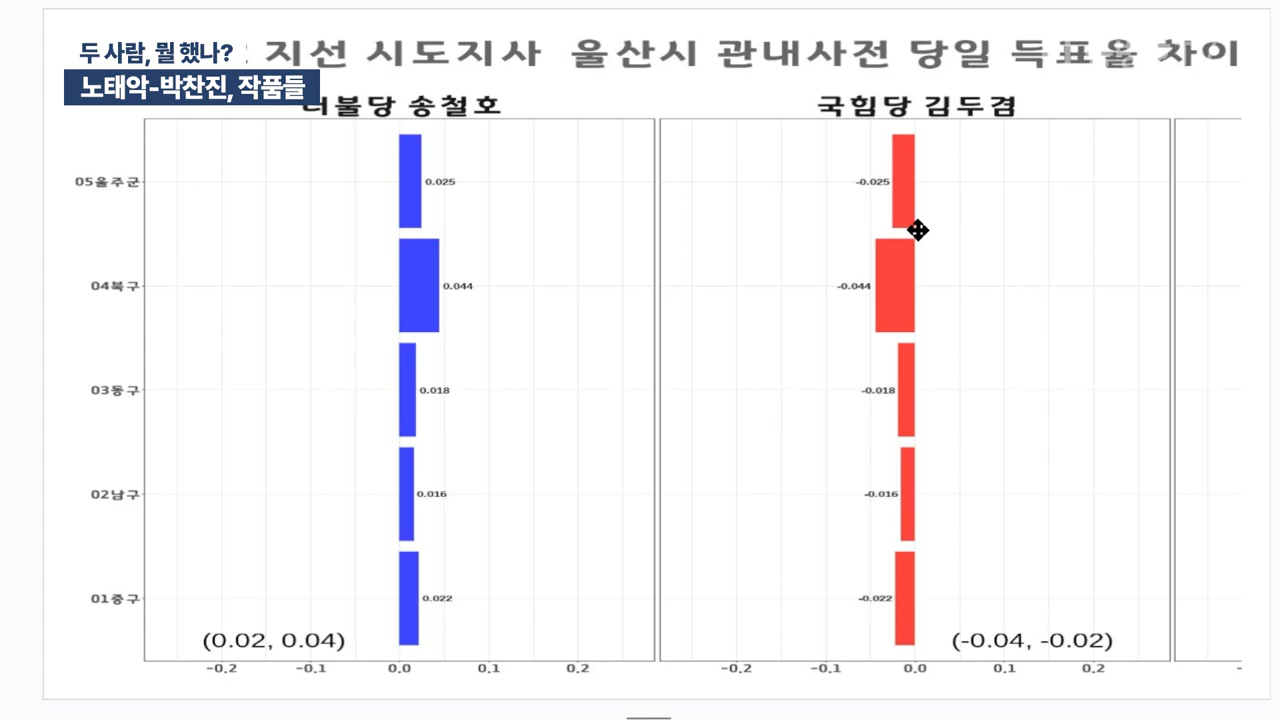 두 사람, 뭘 했나?
노태악-박찬진, 작품들
지선 시도지사 울산시 관내사전 당일 득표율 차이
더불당 송철호
국힘당 김두겸
05울주군
0.025
-0.025
04북구
0.044
-0.044
03동구
0.018
-0.018
02남구
0.016
-0.016
01중구
0.022
-0.022
(0.02, 0.04)
(-0.04, -0.02)
-0.2 -0.1 0.0 0.1 0.2
-0.2 -0.1 0.0 0.1 0.2